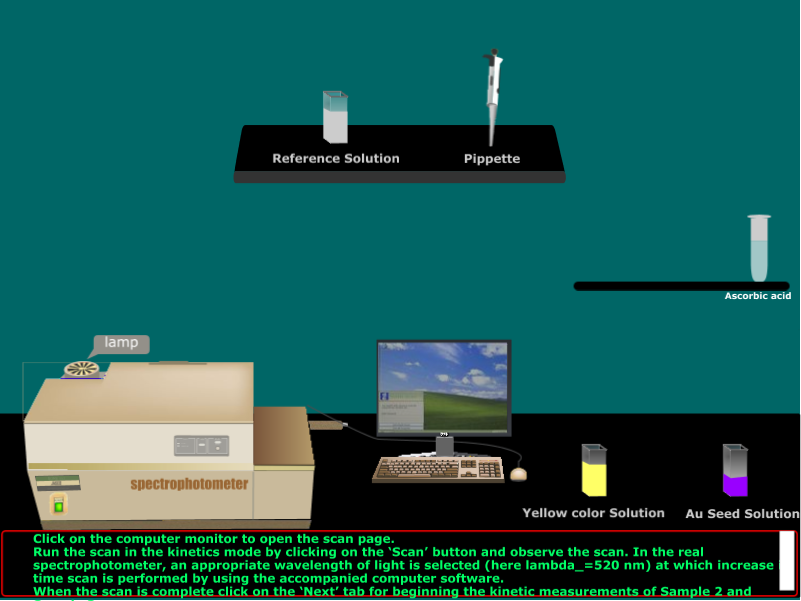 Reference Solution
Pippette
Ascorbic acid
lamp
spectrophotometer
Yellow color Solution
Au Seed Solution
Click on the computer monitor to open the scan page.
Run the scan in the kinetics mode by clicking on the ‘Scan’ button and observe the scan. In the real
spectrophotometer, an appropriate wavelength of light is selected (here lambda_=520 nm) at which increase
time scan is performed by using the accompanied computer software.
When the scan is complete click on the ‘Next’ tab for beginning the kinetic measurements of Sample 2 and